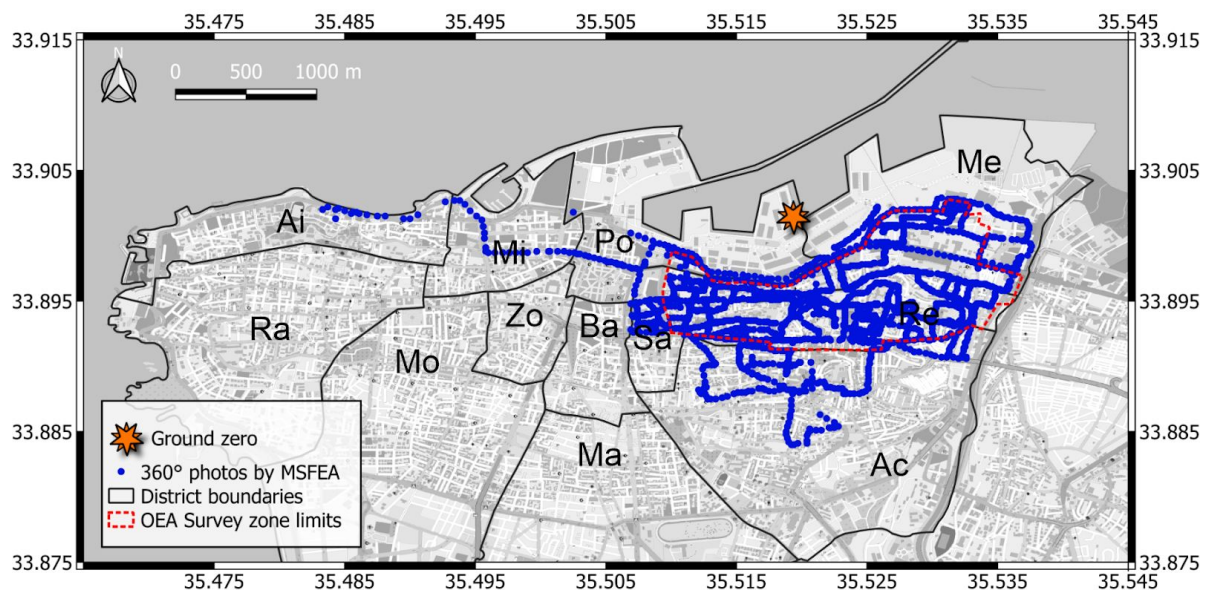 35.475 35.485 35.495 35.505 35.515 35.525 35.535 35.545
33.915 33.915
N
0 500 1000 m
33.905 33.905
Me
Ai
Mi
Po
33.895 33.895
Ra
Mo
Zo
Ba
Sa
Re
33.885 33.885
Ma
Ac
Ground zero
360° photos by MSFEA
District boundaries
OEA Survey zone limits
33.875 33.875
35.475 35.485 35.495 35.505 35.515 35.525 35.535 35.545